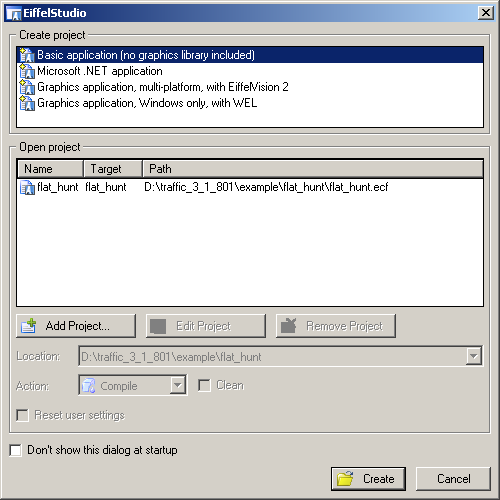 EiffelStudio
Create project
Basic application (no graphics library included)
Microsoft .NET application
Graphics application, multi-platform, with EiffelVision 2
Graphics application, Windows only, with WEL
Open project
Name Target Path
flat_hunt flat_hunt D:\traffic_3_1_801\example\flat_hunt\flat_hunt.ecf
Add Project... Edit Project Remove Project
Location: D:\traffic_3_1_801\example\flat_hunt
Action: Compile Clean
Reset user settings
Don't show this dialog at startup
Create Cancel